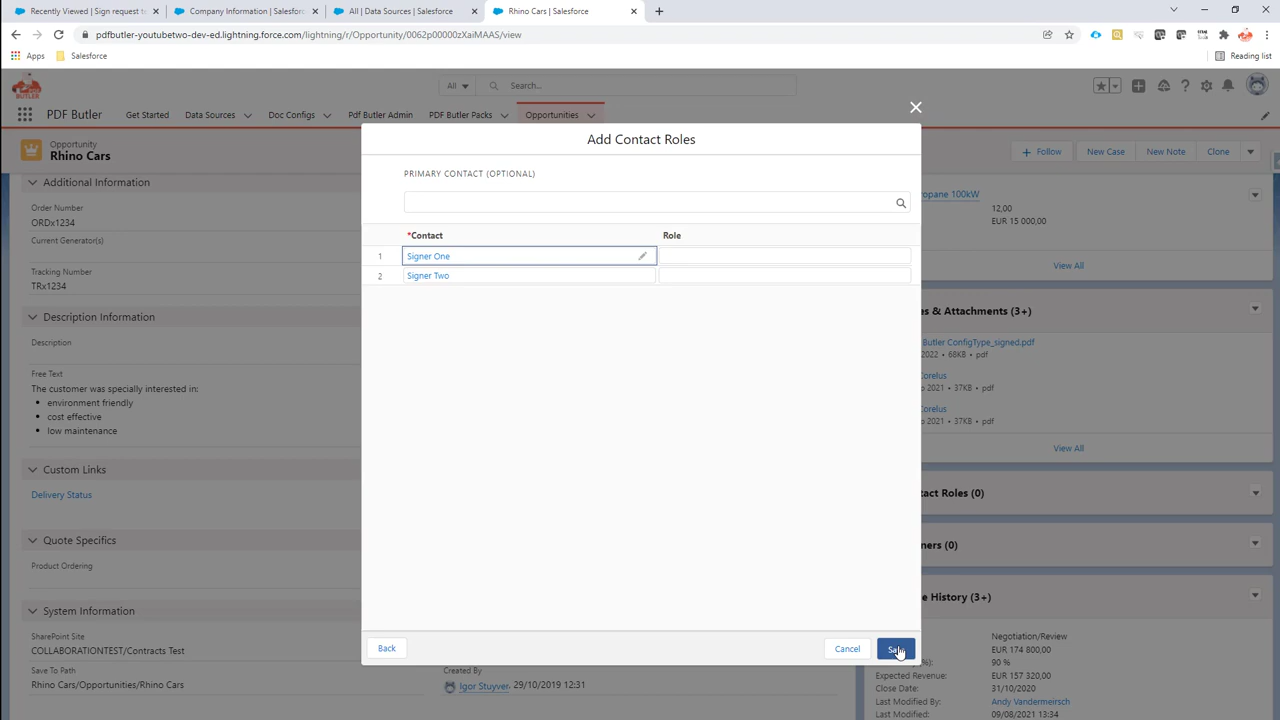 Recently Viewed | Sign request t
Company Information | Salesfor
All | Data Sources | Salesforce
Rhino Cars | Salesforce
pdfbutler-youtubetwo-dev-ed.lightning.force.com/lightning/r/Opportunity/0062p00000zXaiMAAS/view
Apps
Salesforce
Reading list
All
Search...
PDF Butler
Get Started
Data Sources
Doc Configs
Pdf Butler Admin
PDF Butler Packs
Opportunities
Opportunity
Rhino Cars
Follow
New Case
New Note
Clone
Additional Information
Order Number
ORDx1234
Current Generator(s)
Tracking Number
TRx1234
Description Information
Description
Free Text
The customer was specially interested in:
environment friendly
cost effective
low maintenance
Custom Links
Delivery Status
Quote Specifics
Product Ordering
System Information
SharePoint Site
COLLABORATIONTEST/Contracts Test
Save To Path
Rhino Cars/Opportunities/Rhino Cars
Created By
Igor Stuyver, 29/10/2019 12:31
Add Contact Roles
PRIMARY CONTACT (OPTIONAL)
*Contact
Role
1
Signer One
2
Signer Two
Back
Cancel
opane 100kW
12,00
EUR 15 000,00
View All
s & Attachments (3+)
Butler ConfigType_signed.pdf
2022 • 68KB • pdf
Corelus
2021 • 37KB • pdf
Corelus
2021 • 37KB • pdf
View All
tact Roles (0)
ners (0)
e History (3+)
Negotiation/Review
EUR 174 800,00
(%):
90 %
Expected Revenue:
EUR 157 320,00
Close Date:
31/10/2020
Last Modified By:
Andy Vandermeirsch
Last Modified:
09/08/2021 13:34